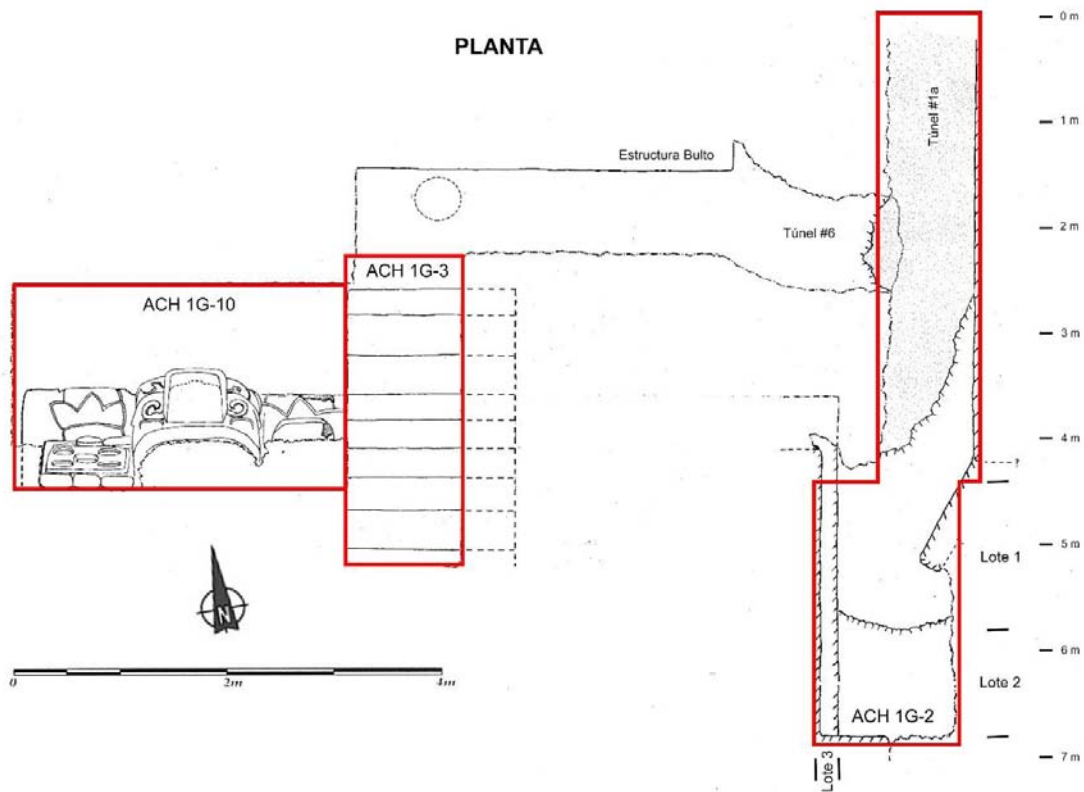 PLANTA
0 m
Túnel #1a
1 m
Estructura Bulto
2 m
Túnel #6
ACH 1G-3
ACH 1G-10
3 m
4 m
?
5 m
Lote 1
N
6 m
0 2m 4m
Lote 2
ACH 1G-2
7 m
Lote 3